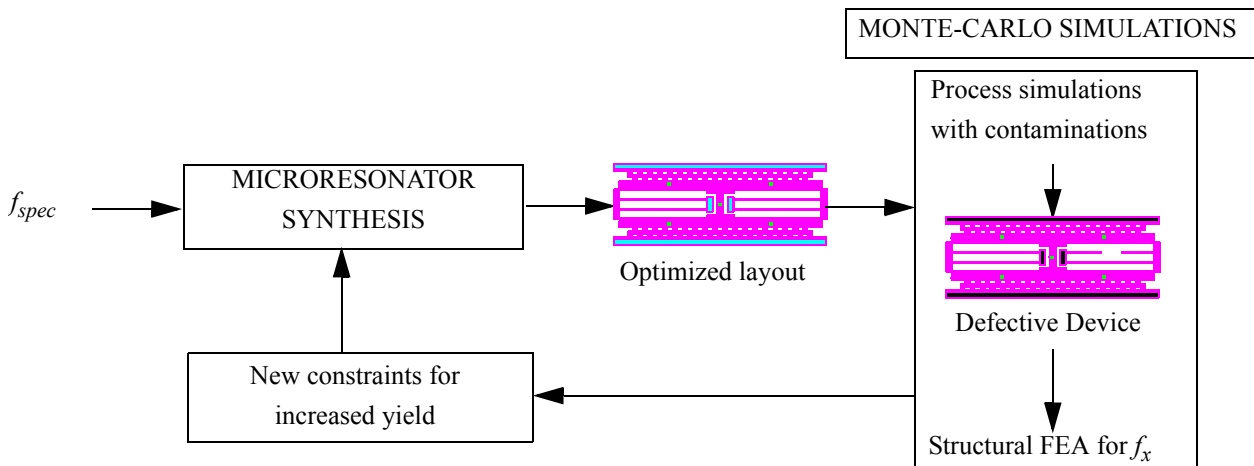 MONTE-CARLO SIMULATIONS
Process simulations
with contaminations
f_spec
MICRORESONATOR
SYNTHESIS
Optimized layout
Defective Device
New constraints for
increased yield
Structural FEA for f_x